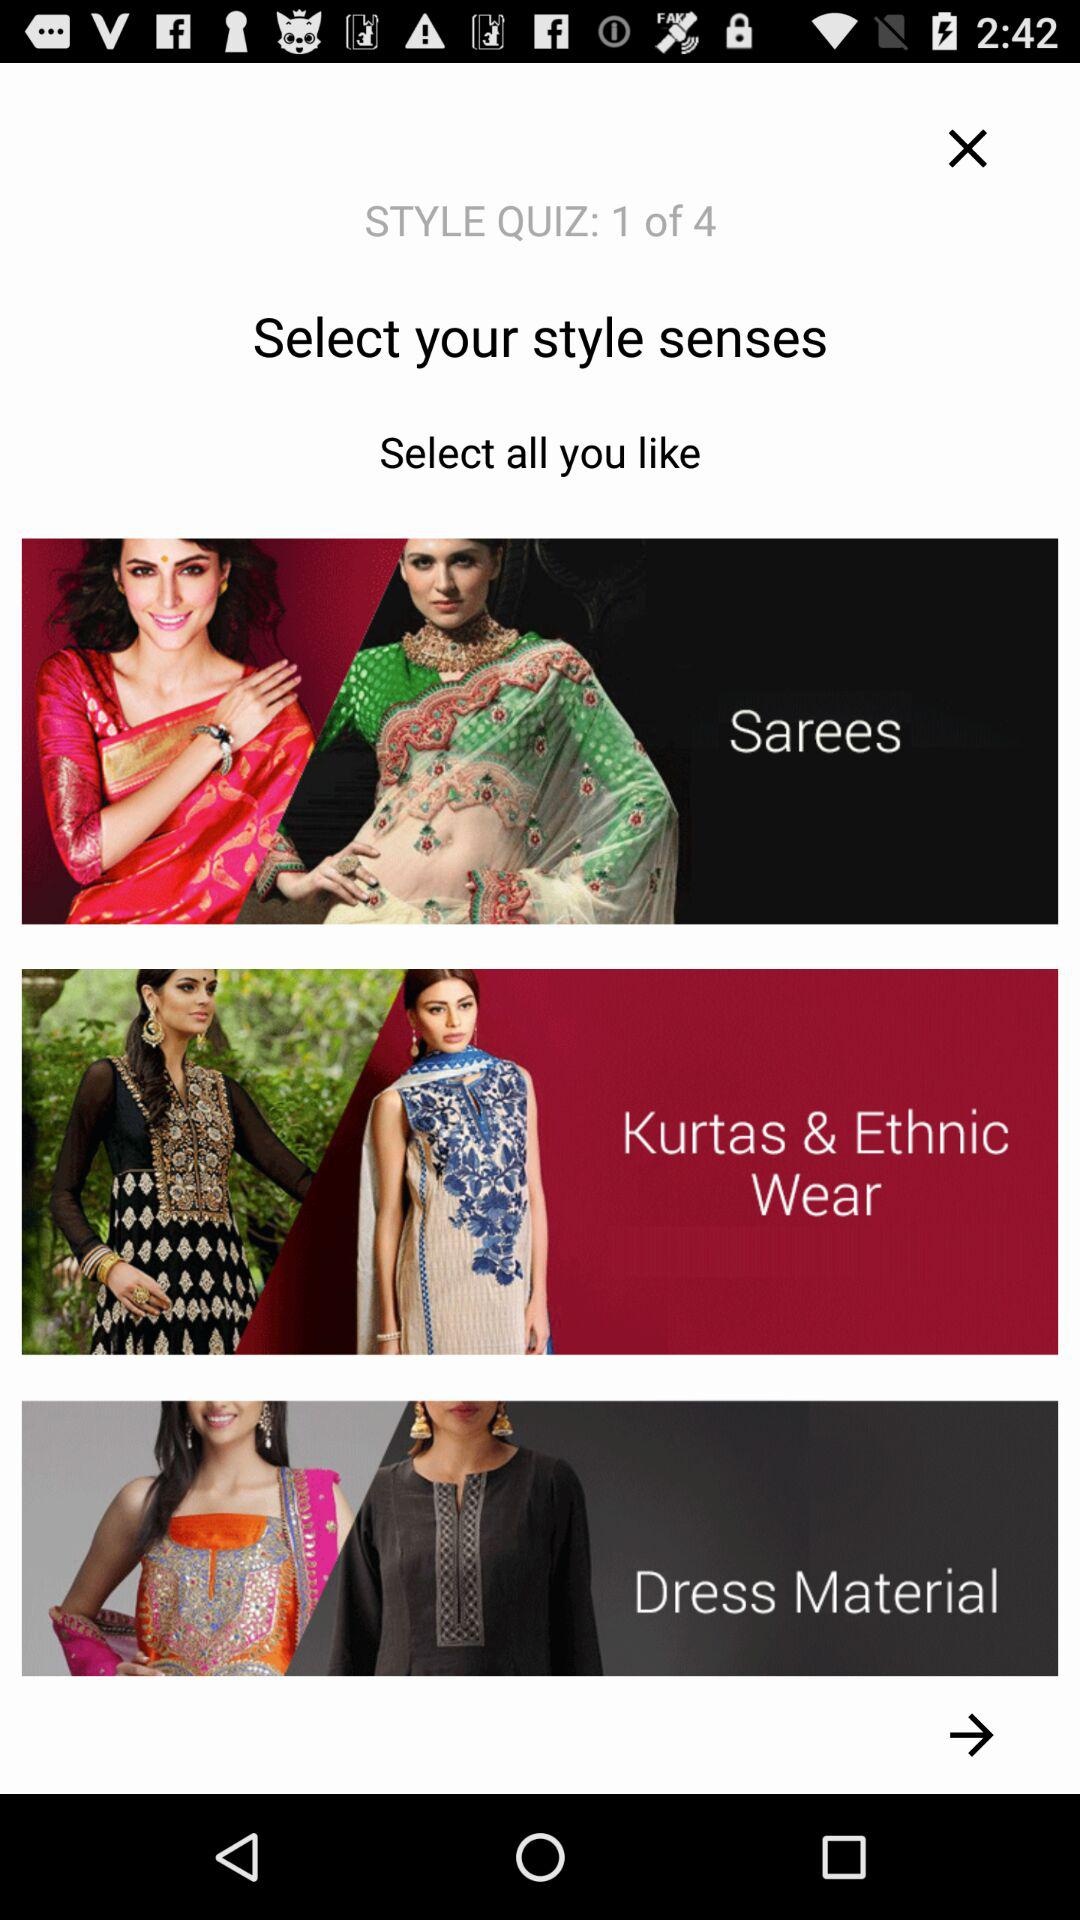 FAKE
2:42
STYLE QUIZ: 1 of 4
Select your style senses
Select all you like
Sarees
Kurtas & Ethnic
Wear
Dress Material